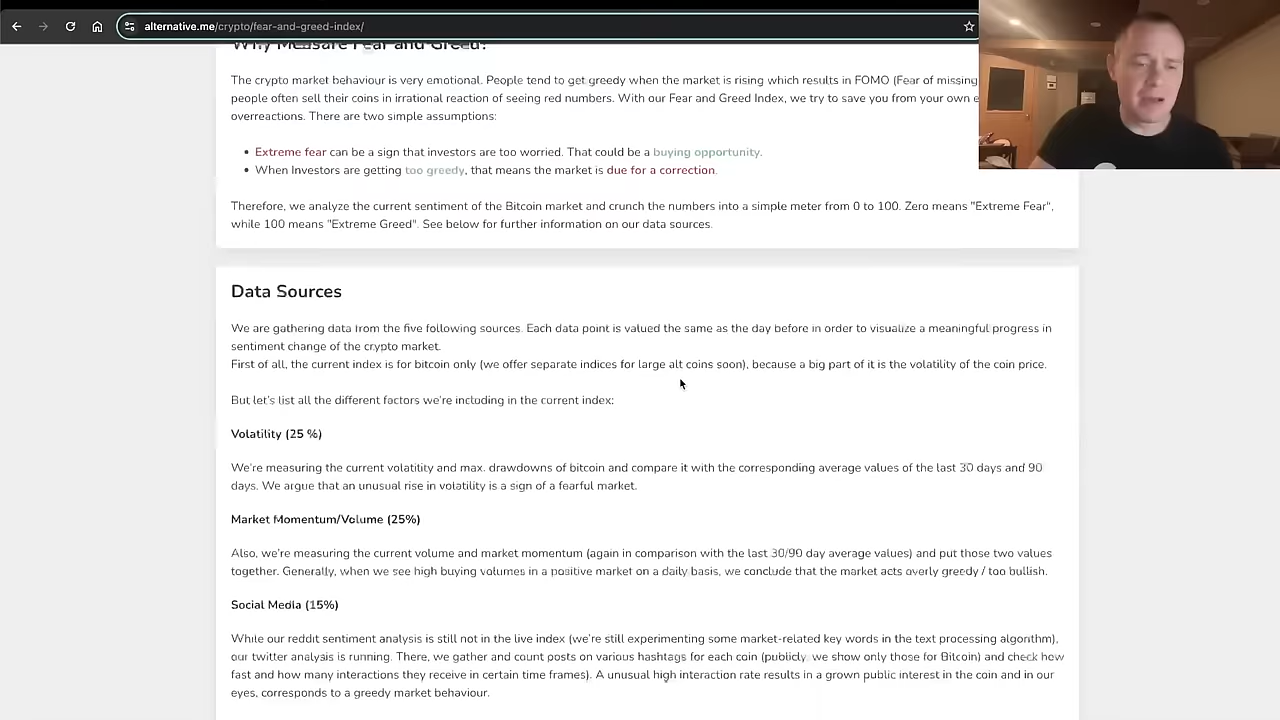 alternative.me/crypto/fear-and-greed-index/
Why Measure Fear and Greed?
The crypto market behaviour is very emotional. People tend to get greedy when the market is rising which results in FOMO (Fear of missing
people often sell their coins in irrational reaction of seeing red numbers. With our Fear and Greed Index, we try to save you from your own e
overreactions. There are two simple assumptions:
• Extreme fear can be a sign that investors are too worried. That could be a buying opportunity.
• When Investors are getting too greedy, that means the market is due for a correction.
Therefore, we analyze the current sentiment of the Bitcoin market and crunch the numbers into a simple meter from 0 to 100. Zero means "Extreme Fear",
while 100 means "Extreme Greed". See below for further information on our data sources.
Data Sources
We are gathering data from the five following sources. Each data point is valued the same as the day before in order to visualize a meaningful progress in
sentiment change of the crypto market.
First of all, the current index is for bitcoin only (we offer separate indices for large alt coins soon), because a big part of it is the volatility of the coin price.
But let's list all the different factors we're including in the current index:
Volatility (25 %)
We're measuring the current volatility and max. drawdowns of bitcoin and compare it with the corresponding average values of the last 30 days and 90
days. We argue that an unusual rise in volatility is a sign of a fearful market.
Market Momentum/Volume (25%)
Also, we're measuring the current volume and market momentum (again in comparison with the last 30/90 day average values) and put those two values
together. Generally, when we see high buying volumes in a positive market on a daily basis, we conclude that the market acts overly greedy / too bullish.
Social Media (15%)
While our reddit sentiment analysis is still not in the live index (we're still experimenting some market-related key words in the text processing algorithm),
our twitter analysis is running. There, we gather and count posts on various hashtags for each coin (publicly, we show only those for Bitcoin) and check how
fast and how many interactions they receive in certain time frames). A unusual high interaction rate results in a grown public interest in the coin and in our
eyes, corresponds to a greedy market behaviour.